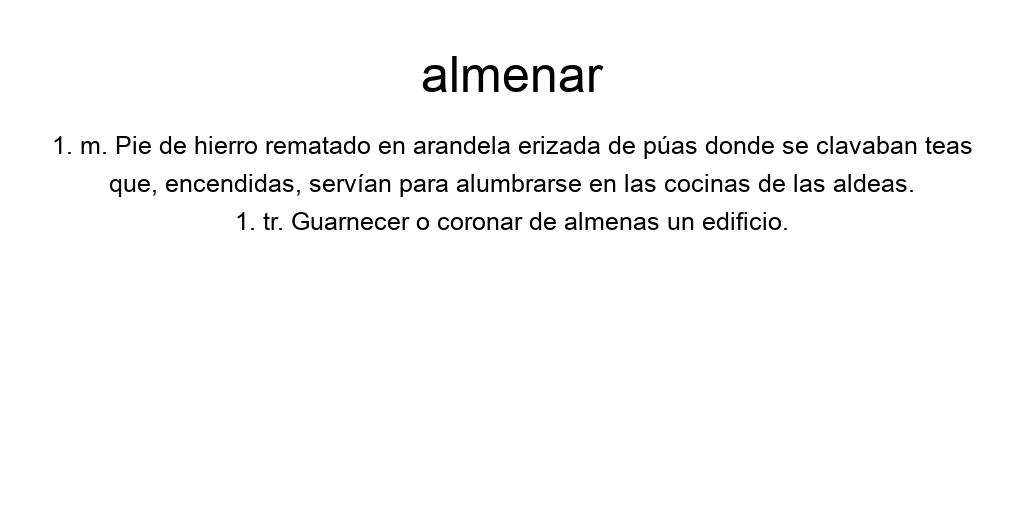 almenar
1. m. Pie de hierro rematado en arandela erizada de púas donde se clavaban teas
que, encendidas, servían para alumbrarse en las cocinas de las aldeas.
1. tr. Guarnecer o coronar de almenas un edificio.